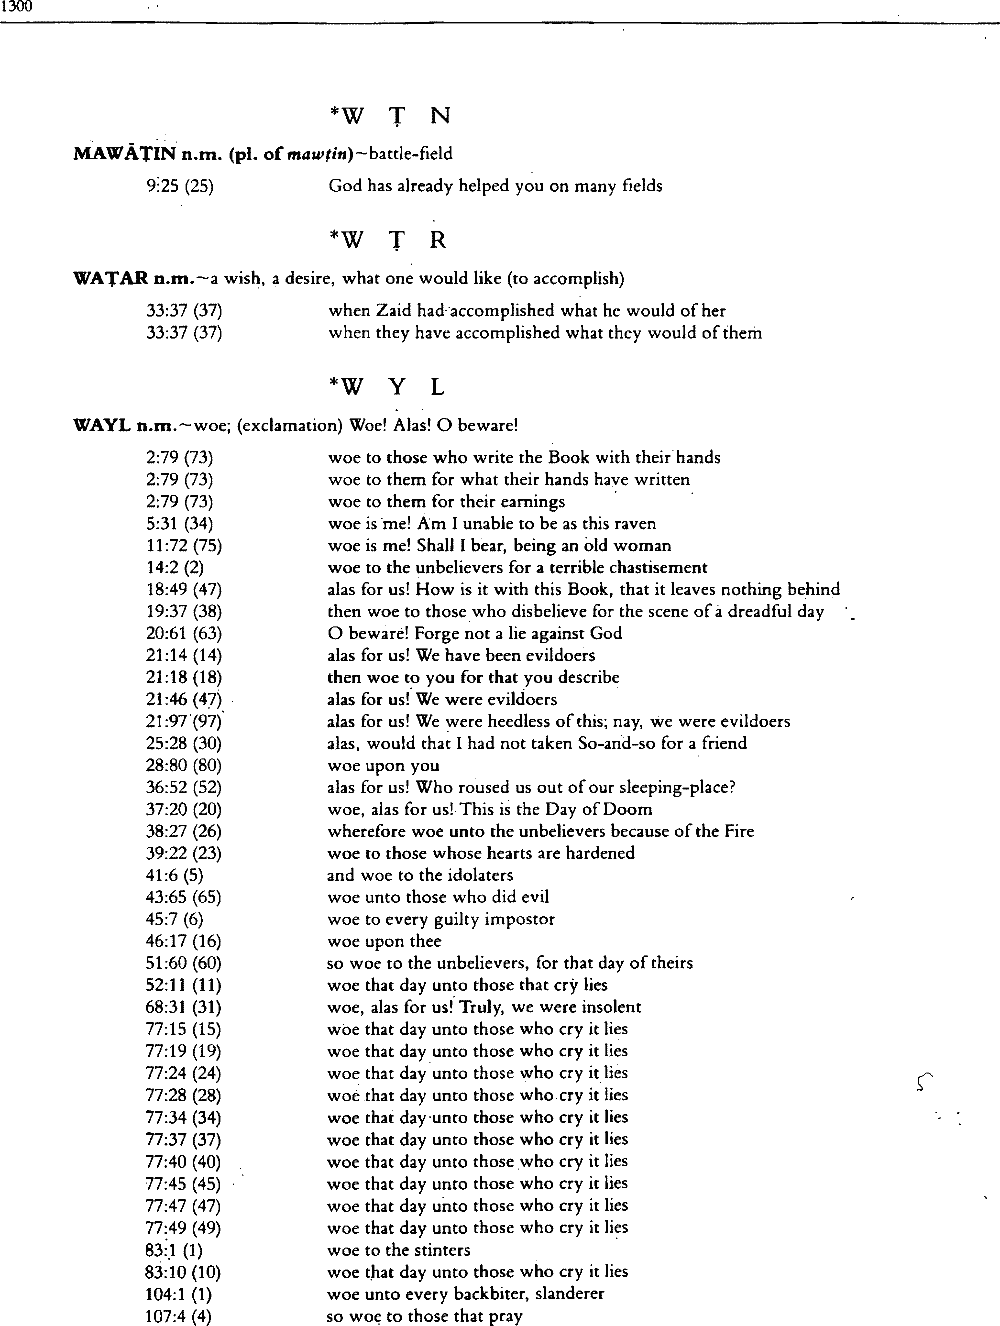 1300
*W Ṭ N
MAWĀṬIN n.m. (pl. of mawṭin)~battle-field
9:25 (25) God has already helped you on many fields
*W Ṭ R
WAṬAR n.m.~a wish, a desire, what one would like (to accomplish)
33:37 (37) when Zaid had accomplished what he would of her
33:37 (37) when they have accomplished what they would of them
*W Y L
WAYL n.m.~woe; (exclamation) Woe! Alas! O beware!
2:79 (73) woe to those who write the Book with their hands
2:79 (73) woe to them for what their hands have written
2:79 (73) woe to them for their earnings
5:31 (34) woe is me! Am I unable to be as this raven
11:72 (75) woe is me! Shall I bear, being an old woman
14:2 (2) woe to the unbelievers for a terrible chastisement
18:49 (47) alas for us! How is it with this Book, that it leaves nothing behind
19:37 (38) then woe to those who disbelieve for the scene of a dreadful day
20:61 (63) O beware! Forge not a lie against God
21:14 (14) alas for us! We have been evildoers
21:18 (18) then woe to you for that you describe
21:46 (47) alas for us! We were evildoers
21:97 (97) alas for us! We were heedless of this; nay, we were evildoers
25:28 (30) alas, would that I had not taken So-and-so for a friend
28:80 (80) woe upon you
36:52 (52) alas for us! Who roused us out of our sleeping-place?
37:20 (20) woe, alas for us! This is the Day of Doom
38:27 (26) wherefore woe unto the unbelievers because of the Fire
39:22 (23) woe to those whose hearts are hardened
41:6 (5) and woe to the idolaters
43:65 (65) woe unto those who did evil
45:7 (6) woe to every guilty impostor
46:17 (16) woe upon thee
51:60 (60) so woe to the unbelievers, for that day of theirs
52:11 (11) woe that day unto those that cry lies
68:31 (31) woe, alas for us! Truly, we were insolent
77:15 (15) woe that day unto those who cry it lies
77:19 (19) woe that day unto those who cry it lies
77:24 (24) woe that day unto those who cry it lies
77:28 (28) woe that day unto those who cry it lies
77:34 (34) woe that day unto those who cry it lies
77:37 (37) woe that day unto those who cry it lies
77:40 (40) woe that day unto those who cry it lies
77:45 (45) woe that day unto those who cry it lies
77:47 (47) woe that day unto those who cry it lies
77:49 (49) woe that day unto those who cry it lies
83:1 (1) woe to the stinters
83:10 (10) woe that day unto those who cry it lies
104:1 (1) woe unto every backbiter, slanderer
107:4 (4) so woe to those that pray